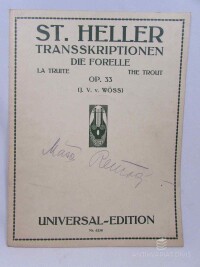 ST. HELLER
TRANSSKRIPTIONEN
DIE FORELLE
LA TRUITE THE TROUT
OP. 33
(J. V. v. WÖSS)
UNIVERSAL-EDITION